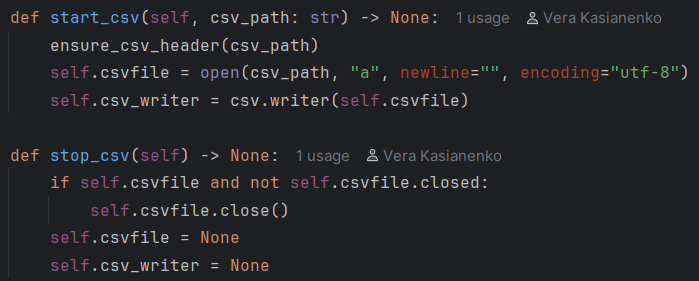 def start_csv(self, csv_path: str) -> None: 1 usage Vera Kasianenko
    ensure_csv_header(csv_path)
    self.csvfile = open(csv_path, "a", newline="", encoding="utf-8")
    self.csv_writer = csv.writer(self.csvfile)

def stop_csv(self) -> None: 1 usage Vera Kasianenko
    if self.csvfile and not self.csvfile.closed:
        self.csvfile.close()
    self.csvfile = None
    self.csv_writer = None